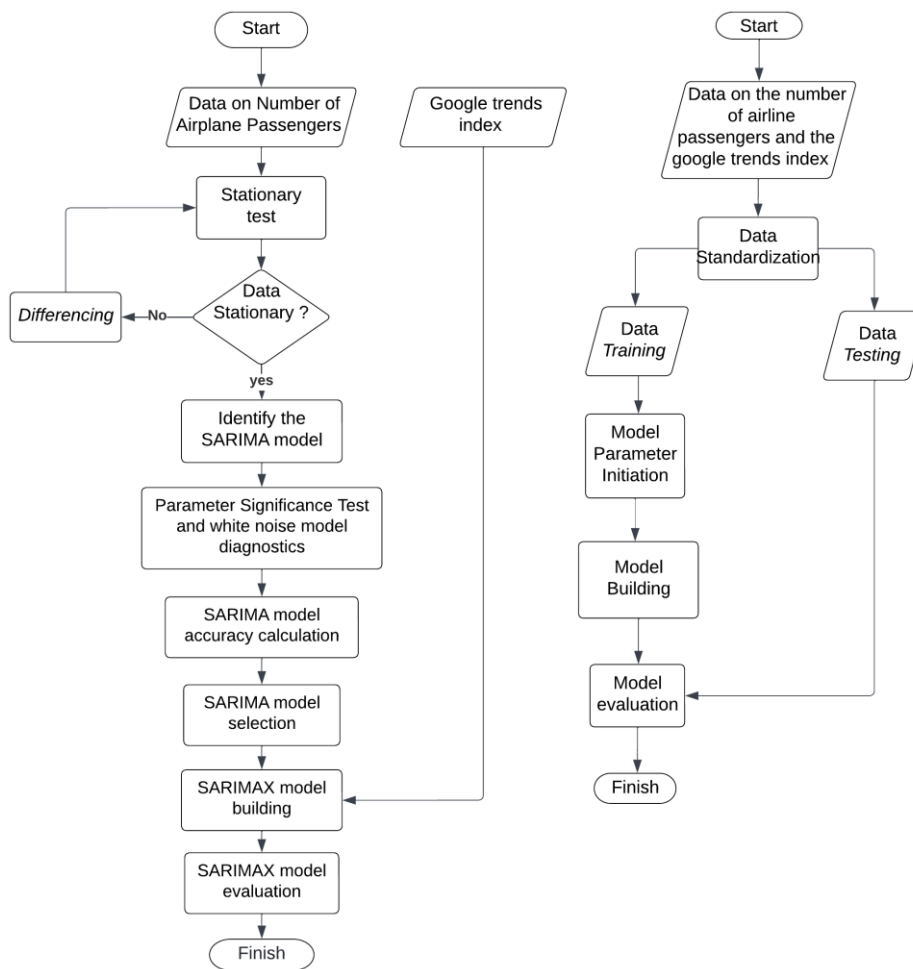 Start
Data on Number of
Airplane Passengers
Stationary
test
Data
Stationary ?
No
Differencing
yes
Identify the
SARIMA model
Parameter Significance Test
and white noise model
diagnostics
SARIMA model
accuracy calculation
SARIMA model
selection
Google trends
index
SARIMAX model
building
SARIMAX model
evaluation
Finish
Start
Data on the number
of airline
passengers and the
google trends index
Data
Standardization
Data
Training
Data
Testing
Model
Parameter
Initiation
Model
Building
Model
evaluation
Finish